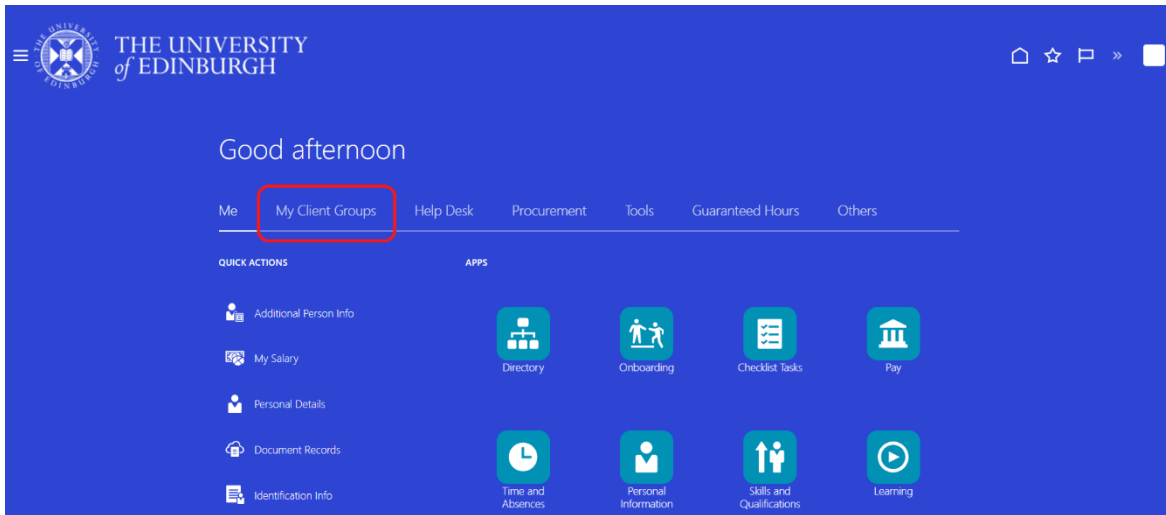 THE UNIVERSITY
of EDINBURGH
Good afternoon
Me My Client Groups Help Desk Procurement Tools Guaranteed Hours Others
QUICK ACTIONS APPS
Additional Person Info
My Salary
Personal Details
Document Records
Identification Info
Directory Onboarding Checklist Tasks Pay
Time and Absences
Personal Information
Skills and Qualifications
Learning